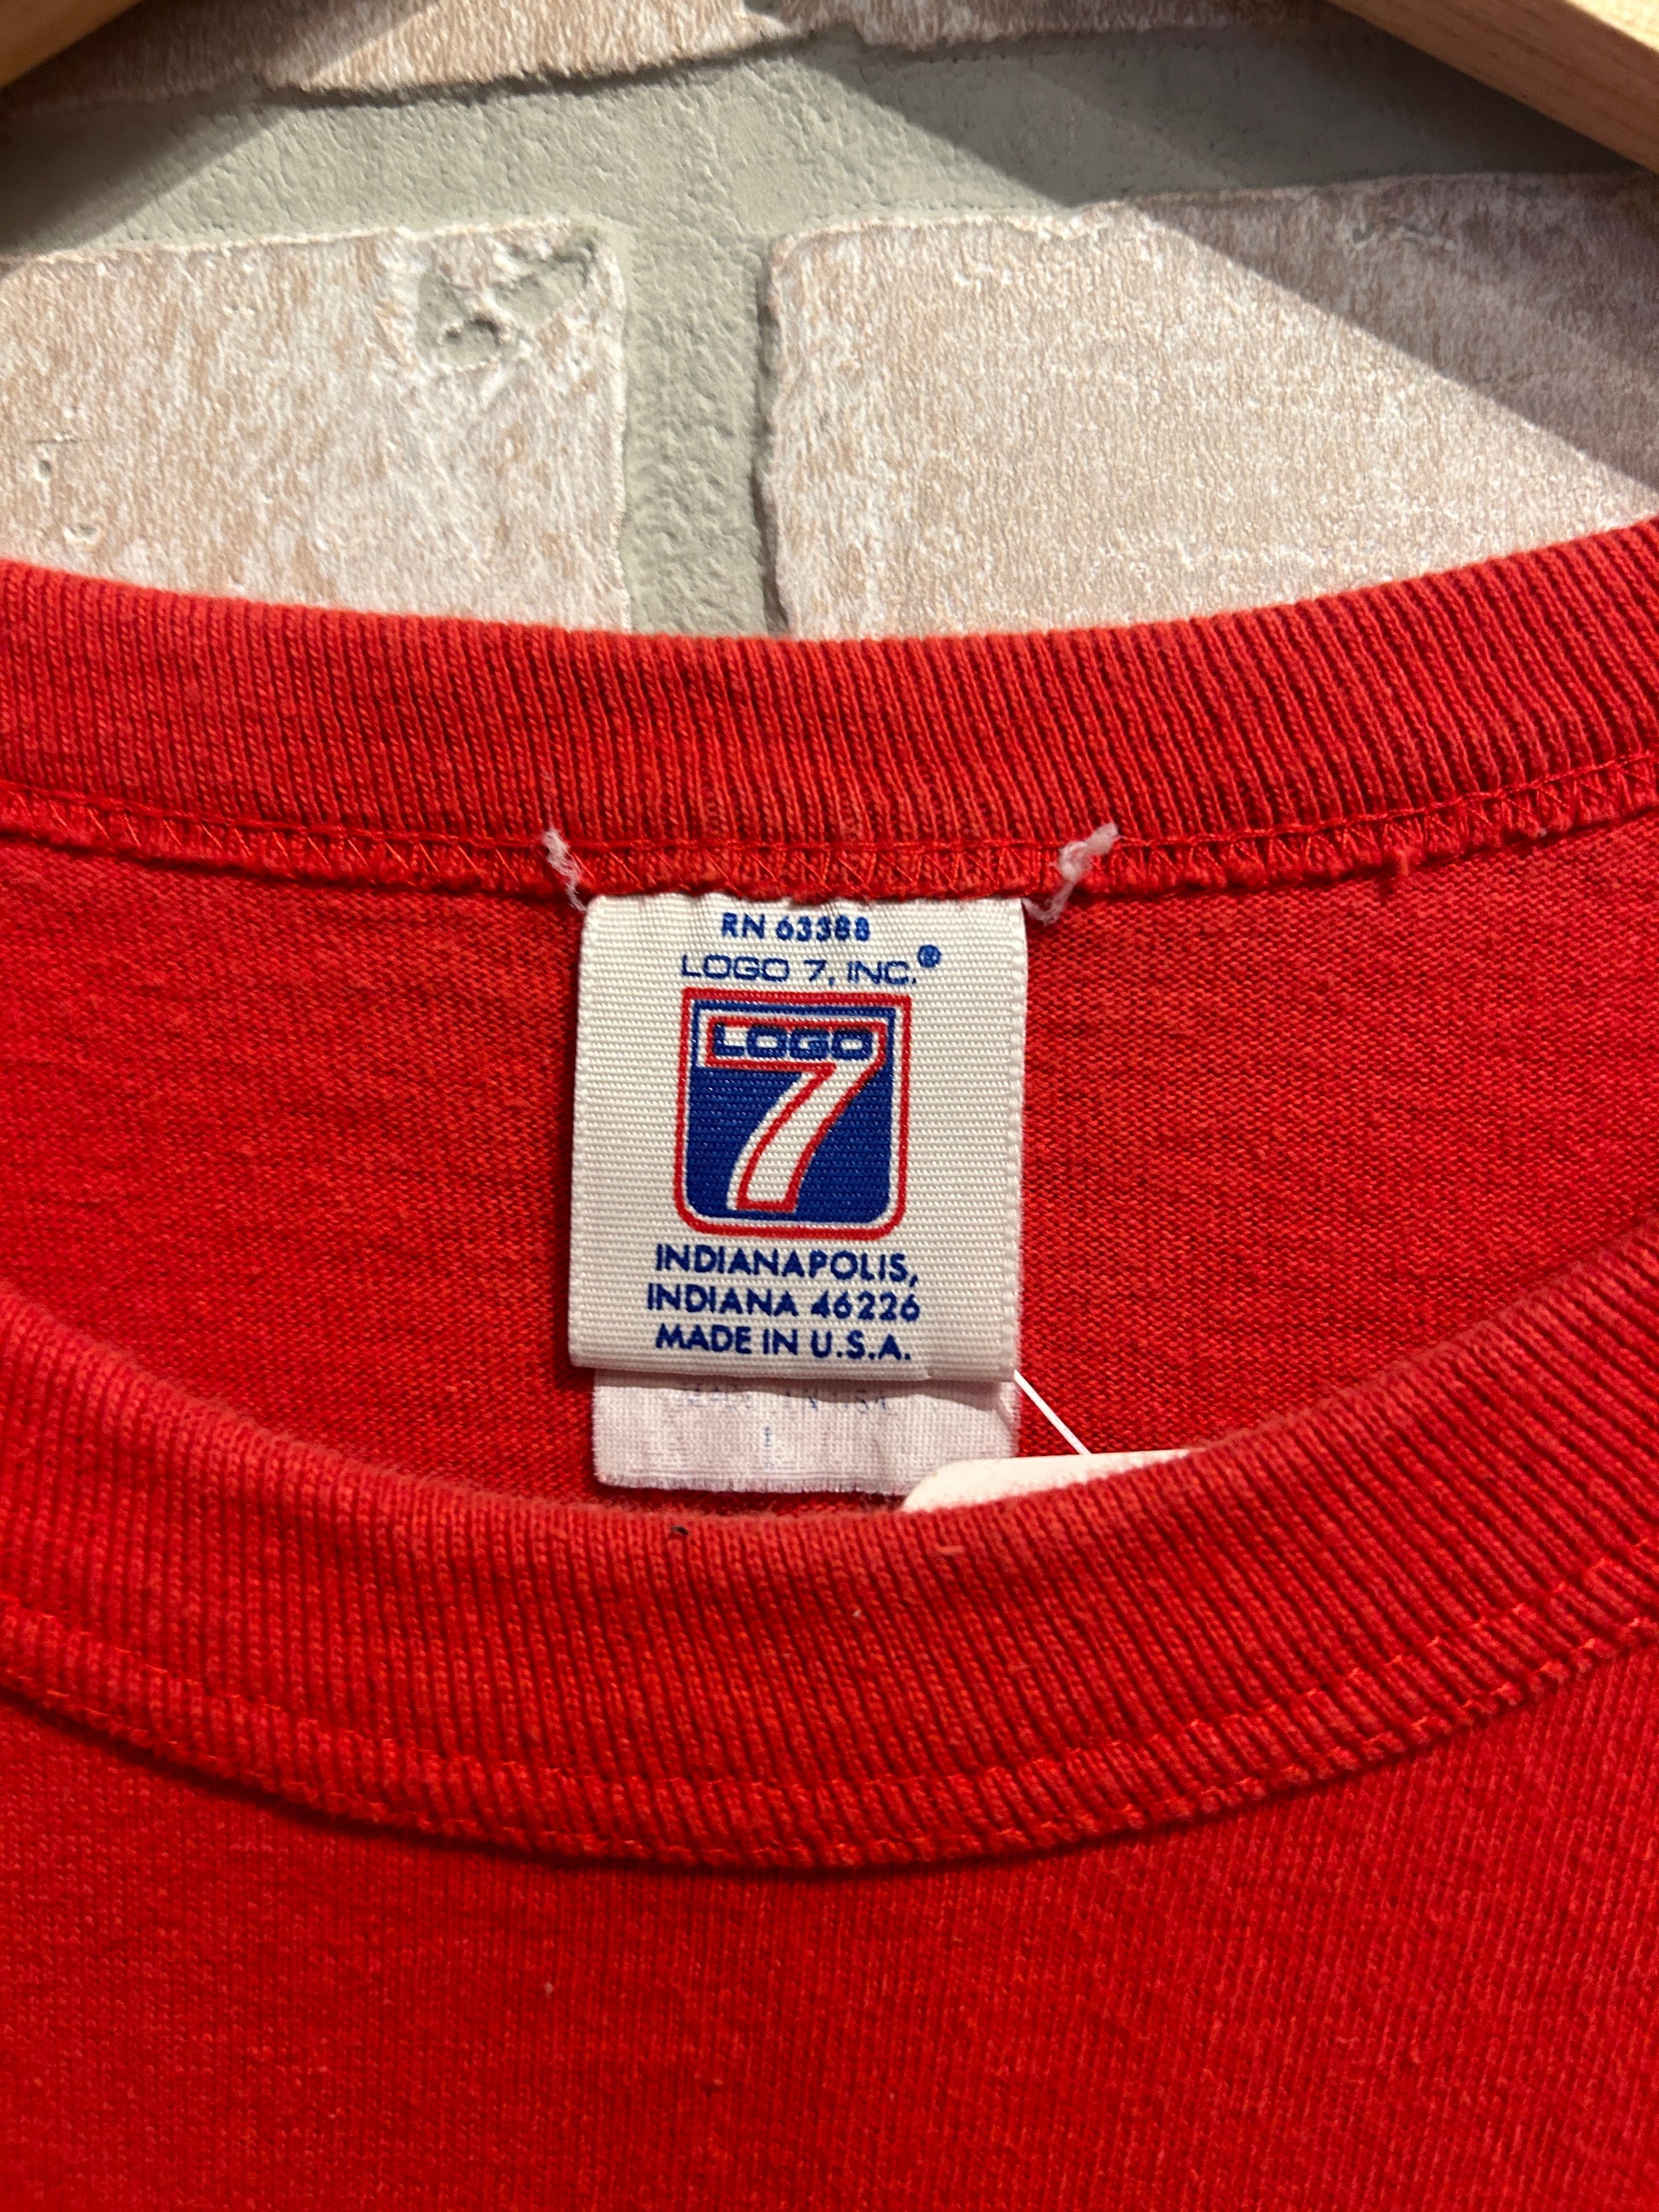 RN 63388
LOGO 7, INC.®
LOGO
7
INDIANAPOLIS,
INDIANA 46226
MADE IN U.S.A.